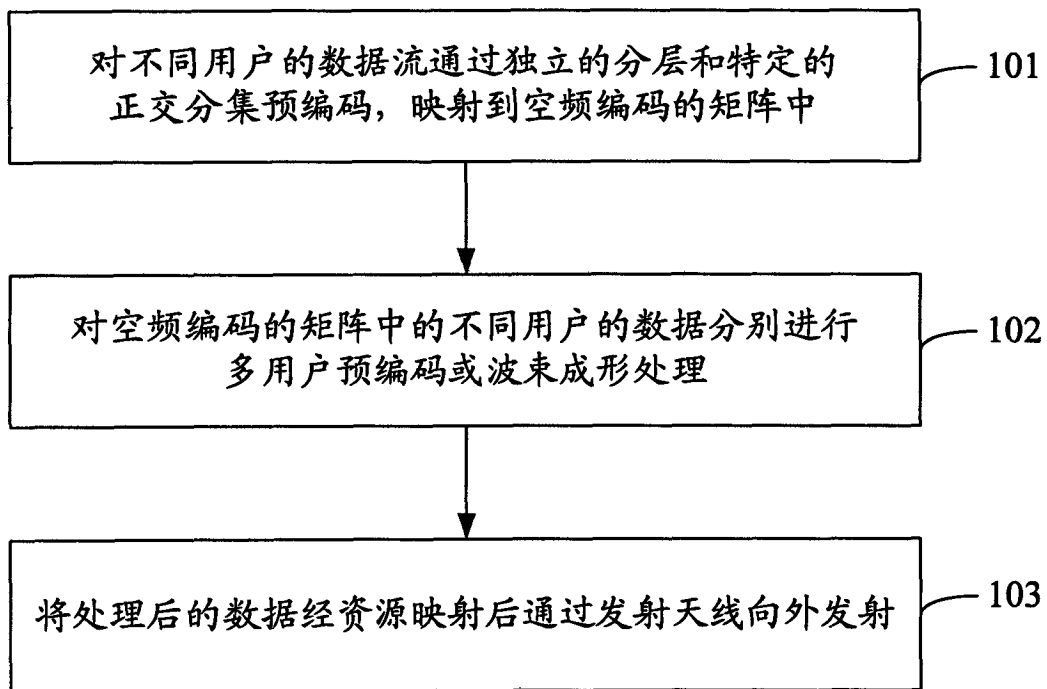 对不同用户的数据流通过独立的分层和特定的
正交分集预编码，映射到空频编码的矩阵中
101
对空频编码的矩阵中的不同用户的数据分别进行
多用户预编码或波束成形处理
102
将处理后的数据经资源映射后通过发射天线向外发射
103